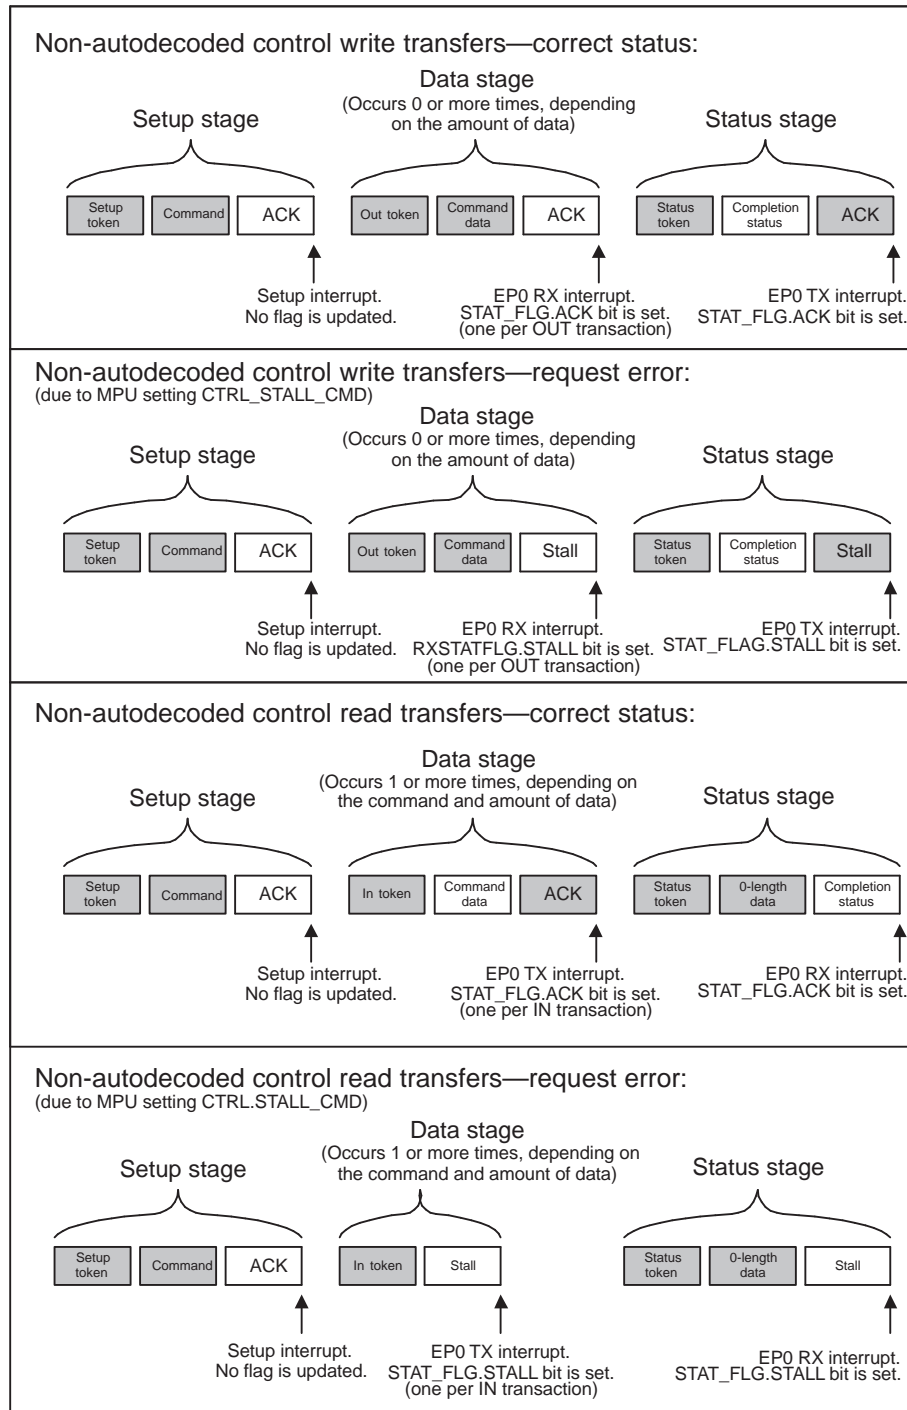 Non-autodecoded control write transfers—correct status:
Data stage
(Occurs 0 or more times, depending
on the amount of data)
Setup stage
Status stage
Setup
token
Command
ACK
Out token
Command
data
ACK
Status
token
Completion
status
ACK
Setup interrupt.
No flag is updated.
EP0 RX interrupt.
STAT_FLG.ACK bit is set.
(one per OUT transaction)
EP0 TX interrupt.
STAT_FLG.ACK bit is set.
Non-autodecoded control write transfers—request error:
(due to MPU setting CTRL_STALL_CMD)
Data stage
(Occurs 0 or more times, depending
on the amount of data)
Setup stage
Status stage
Setup
token
Command
ACK
Out token
Command
data
Stall
Status
token
Completion
status
Stall
Setup interrupt.
No flag is updated.
EP0 RX interrupt.
RXSTATFLG.STALL bit is set.
(one per OUT transaction)
EP0 TX interrupt.
STAT_FLAG.STALL bit is set.
Non-autodecoded control read transfers—correct status:
Data stage
(Occurs 1 or more times, depending on
the command and amount of data)
Setup stage
Status stage
Setup
token
Command
ACK
In token
Command
data
ACK
Status
token
0-length
data
Completion
status
Setup interrupt.
No flag is updated.
EP0 TX interrupt.
STAT_FLG.ACK bit is set.
(one per IN transaction)
EP0 RX interrupt.
STAT_FLG.ACK bit is set.
Non-autodecoded control read transfers—request error:
(due to MPU setting CTRL.STALL_CMD)
Data stage
(Occurs 1 or more times, depending on
the command and amount of data)
Setup stage
Status stage
Setup
token
Command
ACK
In token
Stall
Status
token
0-length
data
Stall
Setup interrupt.
No flag is updated.
EP0 TX interrupt.
STAT_FLG.STALL bit is set.
(one per IN transaction)
EP0 RX interrupt.
STAT_FLG.STALL bit is set.